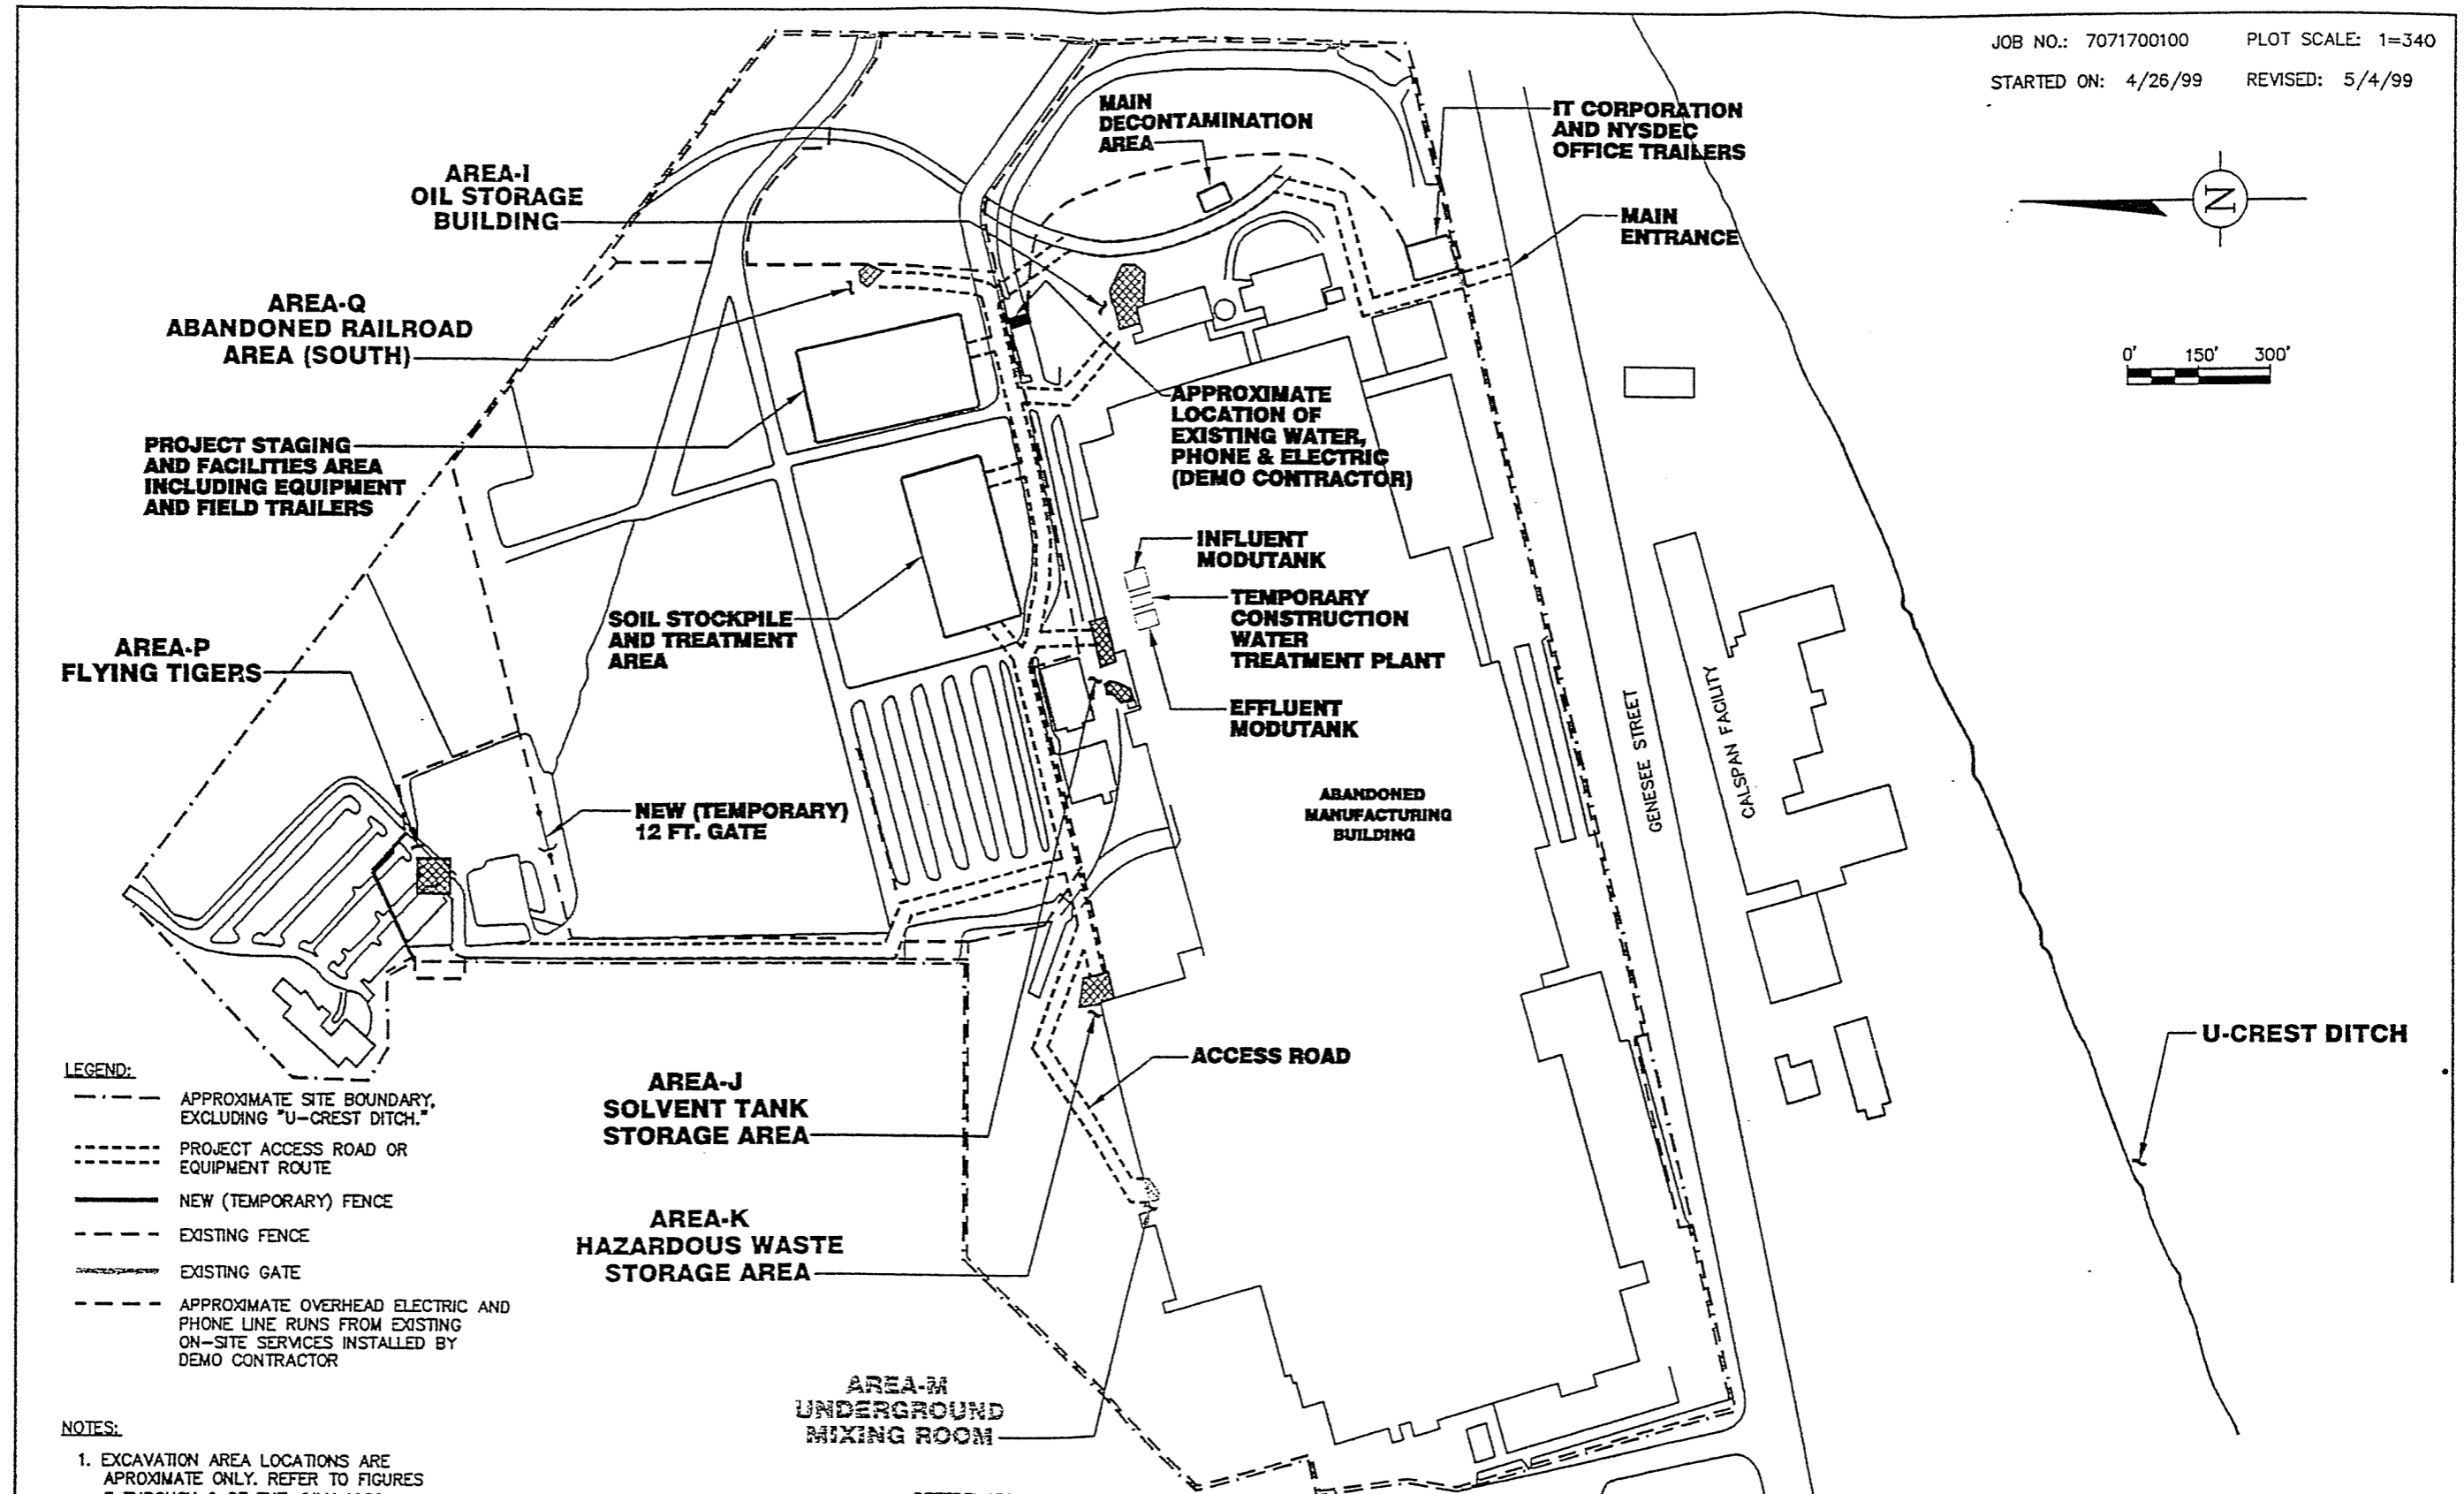 JOB NO.: 7071700100 PLOT SCALE: 1=340
STARTED ON: 4/26/99 REVISED: 5/4/99
N
0' 150' 300'
MAIN
DECONTAMINATION
AREA
IT CORPORATION
AND NYSDEC
OFFICE TRAILERS
MAIN
ENTRANCE
AREA-I
OIL STORAGE
BUILDING
AREA-Q
ABANDONED RAILROAD
AREA (SOUTH)
PROJECT STAGING
AND FACILITIES AREA
INCLUDING EQUIPMENT
AND FIELD TRAILERS
APPROXIMATE
LOCATION OF
EXISTING WATER,
PHONE & ELECTRIC
(DEMO CONTRACTOR)
INFLUENT
MODUTANK
TEMPORARY
CONSTRUCTION
WATER
TREATMENT PLANT
EFFLUENT
MODUTANK
SOIL STOCKPILE
AND TREATMENT
AREA
AREA-P
FLYING TIGERS
NEW (TEMPORARY)
12 FT. GATE
ABANDONED
MANUFACTURING
BUILDING
GENESEE STREET
CALSPAN FACILITY
U-CREST DITCH
ACCESS ROAD
AREA-J
SOLVENT TANK
STORAGE AREA
AREA-K
HAZARDOUS WASTE
STORAGE AREA
AREA-M
UNDERGROUND
MIXING ROOM
LEGEND:
APPROXIMATE SITE BOUNDARY,
EXCLUDING "U-CREST DITCH."
PROJECT ACCESS ROAD OR
EQUIPMENT ROUTE
NEW (TEMPORARY) FENCE
EXISTING FENCE
EXISTING GATE
APPROXIMATE OVERHEAD ELECTRIC AND
PHONE LINE RUNS FROM EXISTING
ON-SITE SERVICES INSTALLED BY
DEMO CONTRACTOR
NOTES:
1. EXCAVATION AREA LOCATIONS ARE
APROXIMATE ONLY. REFER TO FIGURES